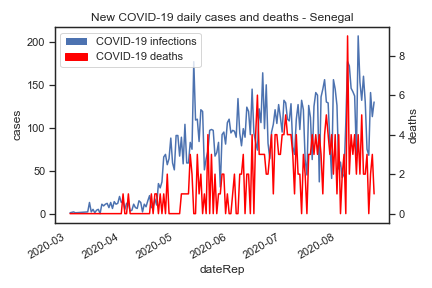 New COVID-19 daily cases and deaths - Senegal
COVID-19 infections
COVID-19 deaths
200
150
100
50
0
cases
8
6
4
2
0
deaths
2020-03
2020-04
2020-05
2020-06
2020-07
2020-08
dateRep